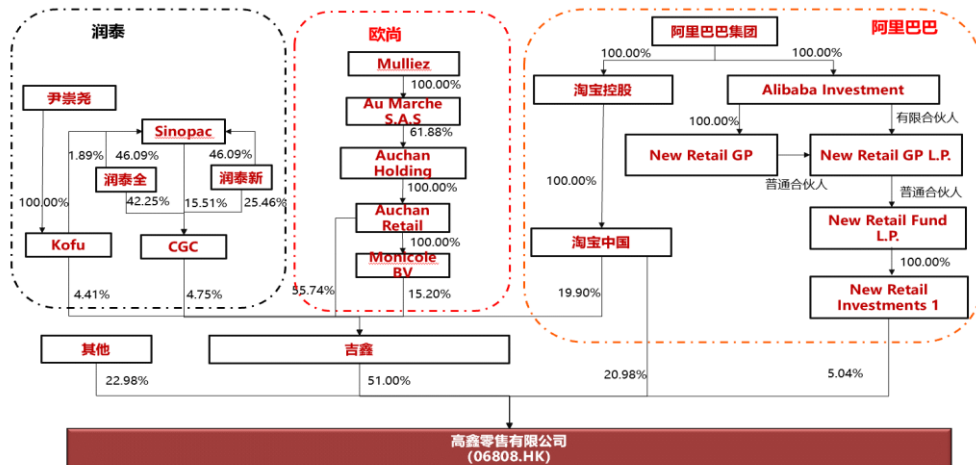 润泰
欧尚
阿里巴巴
阿里巴巴集团
Mulliez
100.00%
100.00%
100.00%
尹崇尧
Au Marche
S.A.S
淘宝控股
Alibaba Investment
61.88%
100.00%
有限合伙人
Sinopac
1.89%
46.09%
46.09%
Auchan
Holding
New Retail GP
New Retail GP L.P.
润泰全
润泰新
普通合伙人
100.00%
100.00%
普通合伙人
100.00%
42.25%
15.51%
25.46%
Auchan
Retail
New Retail Fund
L.P.
Kofu
CGC
100.00%
淘宝中国
Monicole
BV
100.00%
4.41%
4.75%
35.74%
15.20%
19.90%
New Retail
Investments 1
其他
吉鑫
22.98%
51.00%
20.98%
5.04%
高鑫零售有限公司
(06808.HK)